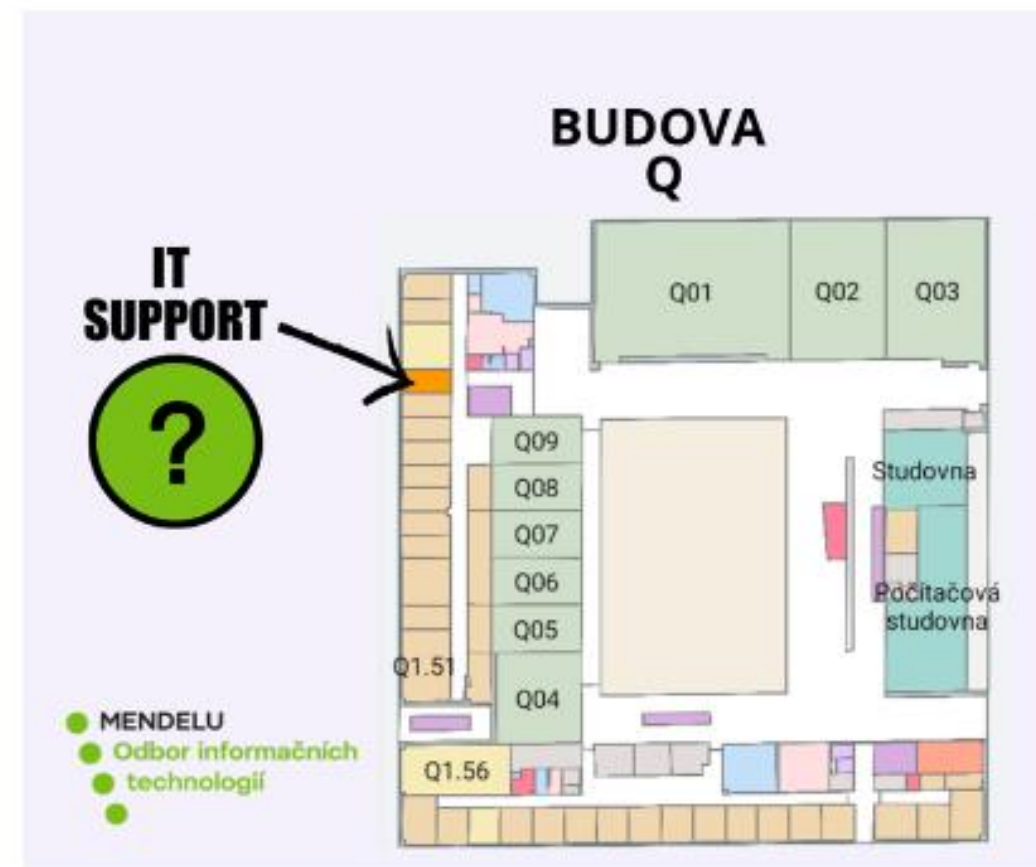 BUDOVA
Q
IT
SUPPORT
?
Q01
Q02
Q03
Q09
Q08
Q07
Q06
Q05
Q04
Studovna
Počítačová
studovna
Q1.51
Q1.56
MENDELU
Odbor informačních
technologií